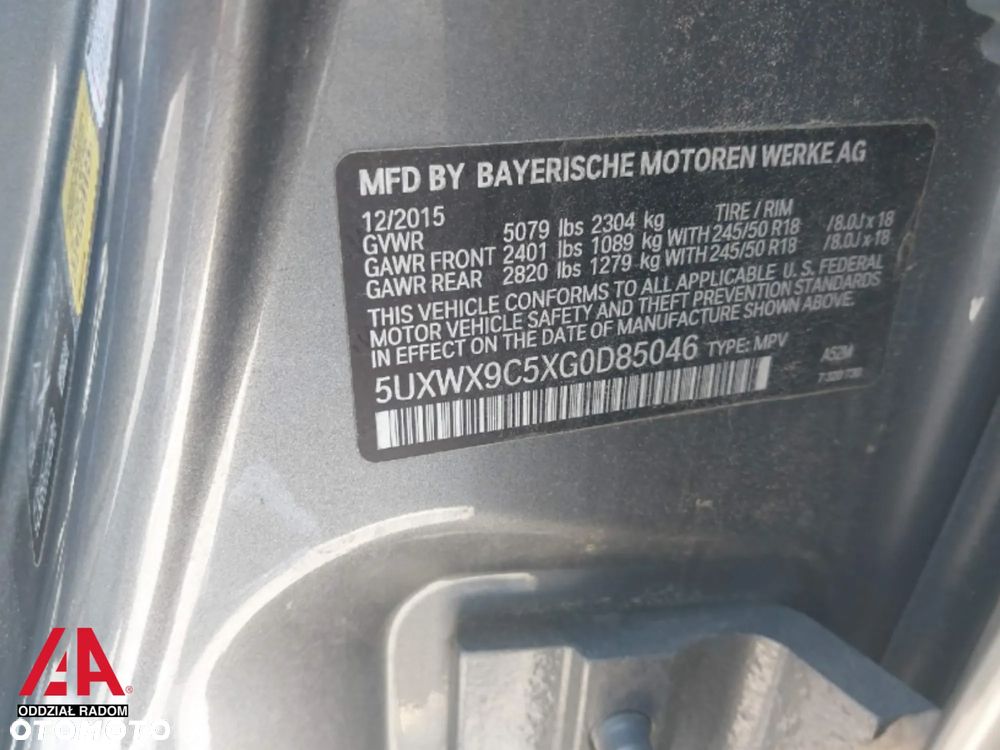 MFD BY BAYERISCHE MOTOREN WERKE AG
12/2015 TIRE / RIM
GVWR 5079 lbs 2304 kg
GAWR FRONT 2401 lbs 1089 kg WITH 245/50 R18 /8.0J x 18
GAWR REAR 2820 lbs 1279 kg WITH 245/50 R18 /8.0J x 18
THIS VEHICLE CONFORMS TO ALL APPLICABLE U.S. FEDERAL
MOTOR VEHICLE SAFETY AND THEFT PREVENTION STANDARDS
IN EFFECT ON THE DATE OF MANUFACTURE SHOWN ABOVE.
5UXWX9C5XG0D85046 TYPE: MPV A52M
AA®
ODDZIAŁ RADOM
OTOMOTO